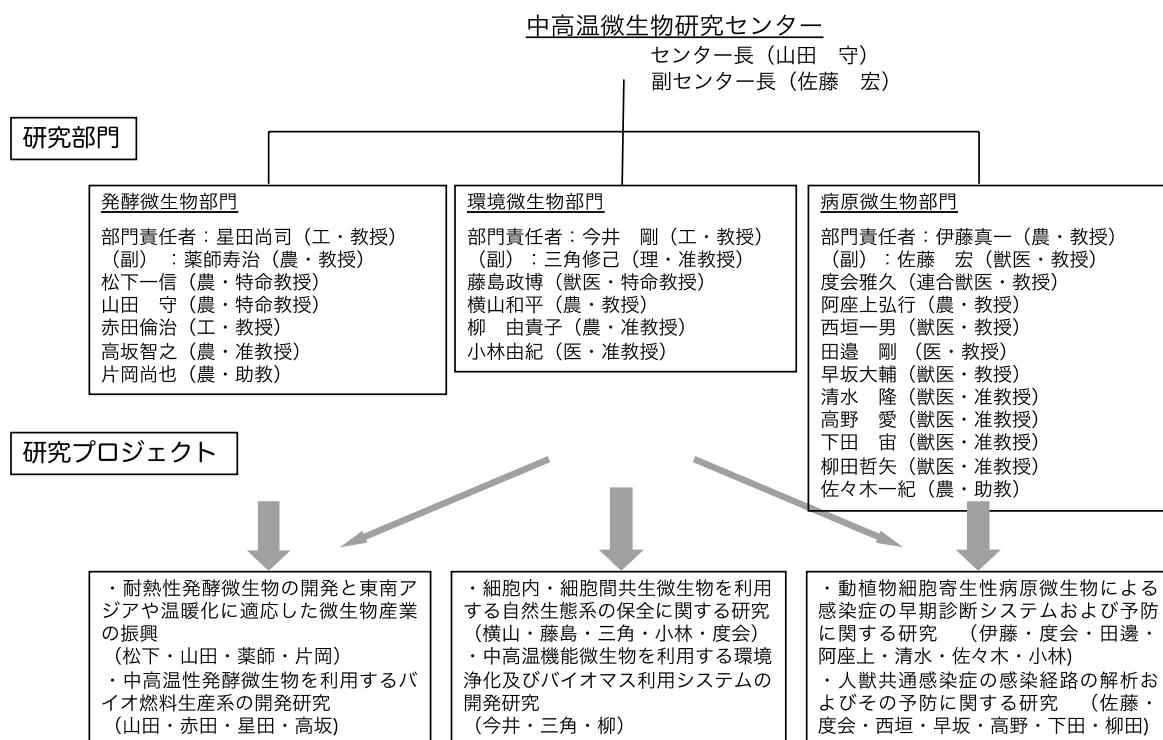 中高温微生物研究センター
センター長（山田　守）
副センター長（佐藤　宏）
研究部門
発酵微生物部門
部門責任者：星田尚司（工・教授）
（副）：薬師寿治（農・教授）
松下一信（農・特命教授）
山田　守（農・特命教授）
赤田倫治（工・教授）
高坂智之（農・准教授）
片岡尚也（農・助教）
環境微生物部門
部門責任者：今井　剛（工・教授）
（副）：三角修己（理・准教授）
藤島政博（獣医・特命教授）
横山和平（農・教授）
柳　由貴子（農・准教授）
小林由紀（医・准教授）
病原微生物部門
部門責任者：伊藤真一（農・教授）
（副）：佐藤　宏（獣医・教授）
度会雅久（連合獣医・教授）
阿座上弘行（農・教授）
西垣一男（獣医・教授）
田邉　剛　（医・教授）
早坂大輔（獣医・教授）
清水　隆（獣医・准教授）
高野　愛（獣医・准教授）
下田　宙（獣医・准教授）
柳田哲矢（獣医・准教授）
佐々木一紀（農・助教）
研究プロジェクト
・耐熱性発酵微生物の開発と東南ア
ジアや温暖化に適応した微生物産業
の振興
（松下・山田・薬師・片岡）
・中高温性発酵微生物を利用するバ
イオ燃料生産系の開発研究
（山田・赤田・星田・高坂)
・細胞内・細胞間共生微生物を利用
する自然生態系の保全に関する研究
（横山・藤島・三角・小林・度会）
・中高温機能微生物を利用する環境
浄化及びバイオマス利用システムの
開発研究
（今井・三角・柳）
・動植物細胞寄生性病原微生物による
感染症の早期診断システムおよび予防
に関する研究　（伊藤・度会・田邉・
阿座上・清水・佐々木・小林)
・人獣共通感染症の感染経路の解析お
よびその予防に関する研究　（佐藤・
度会・西垣・早坂・高野・下田・柳田)